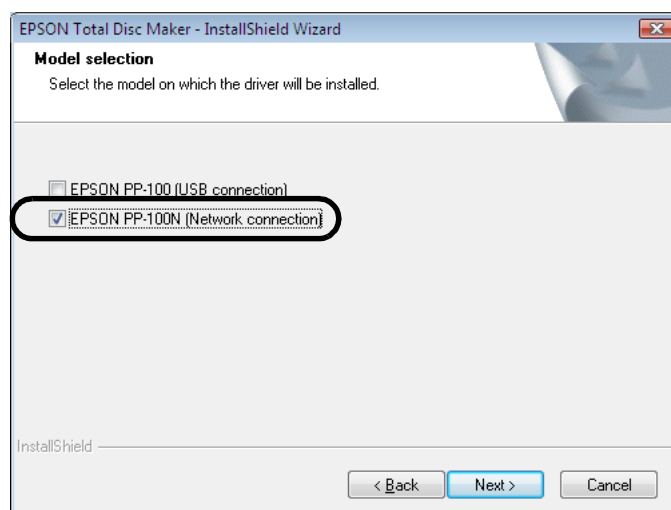 EPSON Total Disc Maker - InstallShield Wizard
Model selection
Select the model on which the driver will be installed.
EPSON PP-100 (USB connection)
EPSON PP-100N (Network connection)
InstallShield
< Back
Next >
Cancel